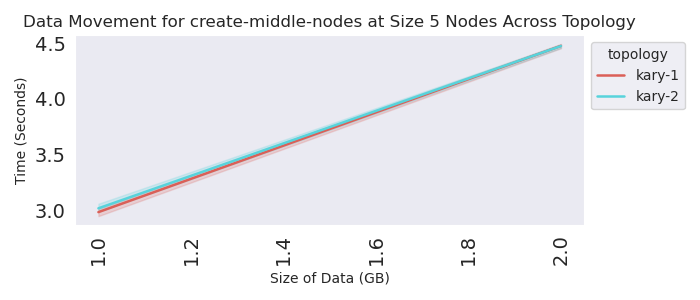 Data Movement for create-middle-nodes at Size 5 Nodes Across Topology
4.5
4.0
3.5
3.0
Time (Seconds)
1.0
1.2
1.4
1.6
1.8
2.0
Size of Data (GB)
topology
kary-1
kary-2